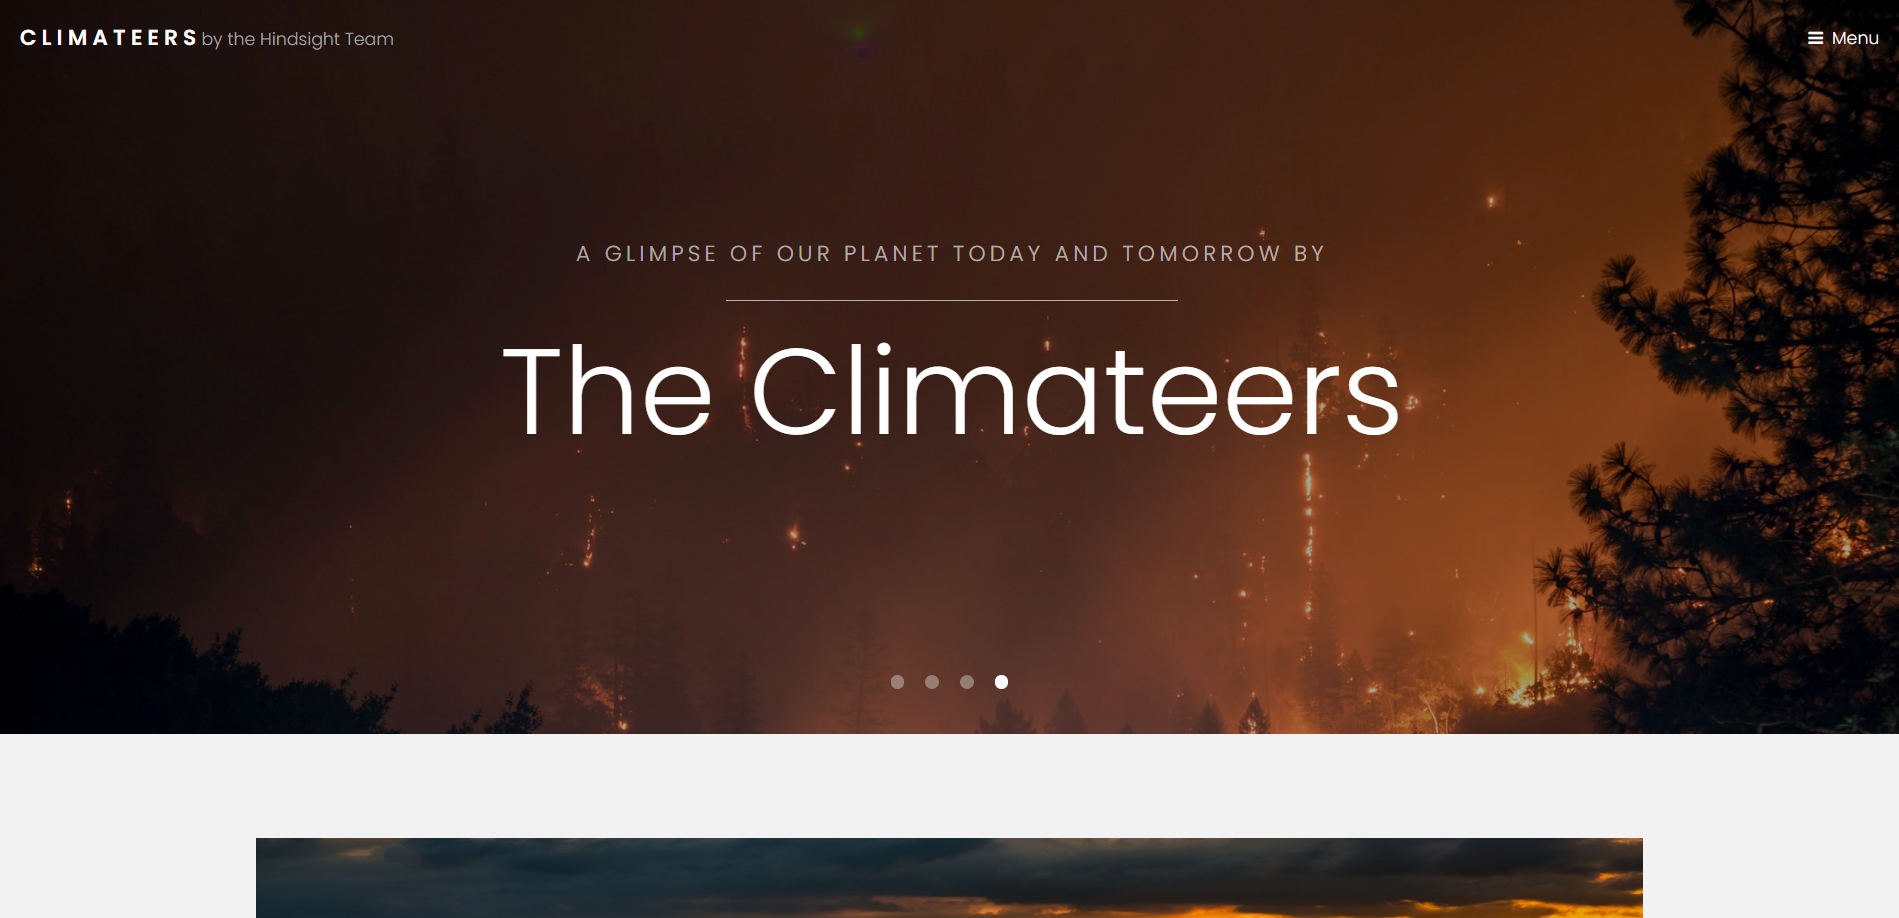 CLIMATEERS by the Hindsight Team
Menu
A GLIMPSE OF OUR PLANET TODAY AND TOMORROW BY
The Climateers